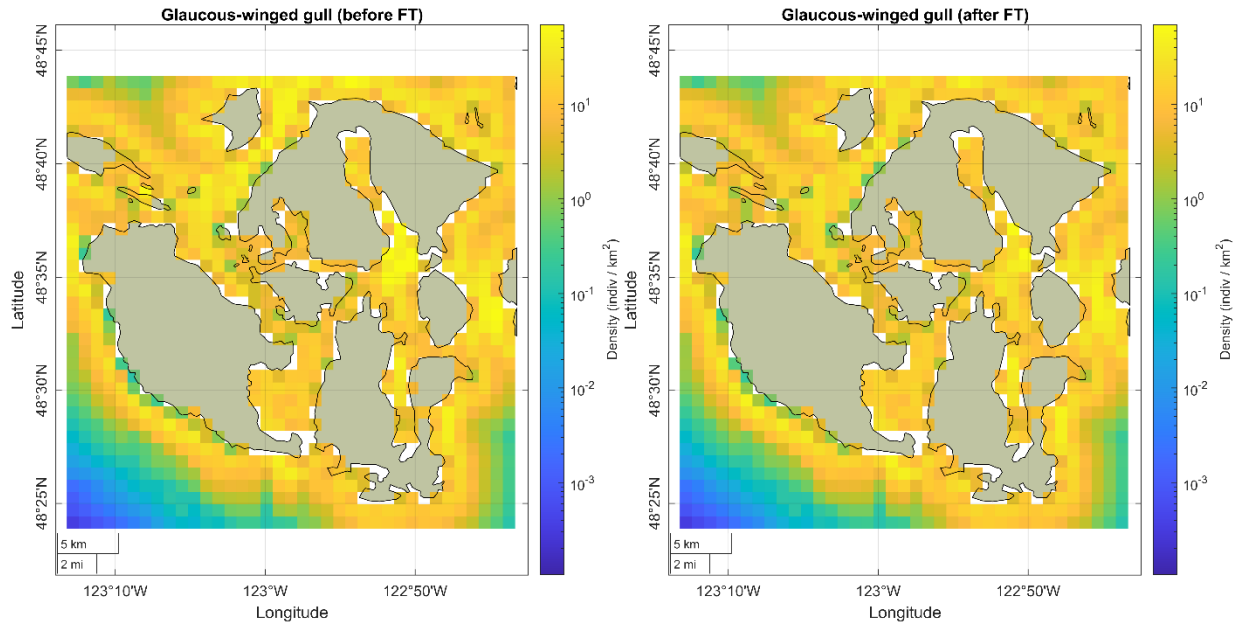 Glaucous-winged gull (before FT)
48°45'N
48°40'N
48°35'N
48°30'N
48°25'N
Latitude
5 km
2 mi
123°10'W
123°W
122°50'W
Longitude
10^1
10^0
10^-1
10^-2
10^-3
Density (indiv / km^2)
Glaucous-winged gull (after FT)
48°45'N
48°40'N
48°35'N
48°30'N
48°25'N
Latitude
5 km
2 mi
123°10'W
123°W
122°50'W
Longitude
10^1
10^0
10^-1
10^-2
10^-3
Density (indiv / km^2)